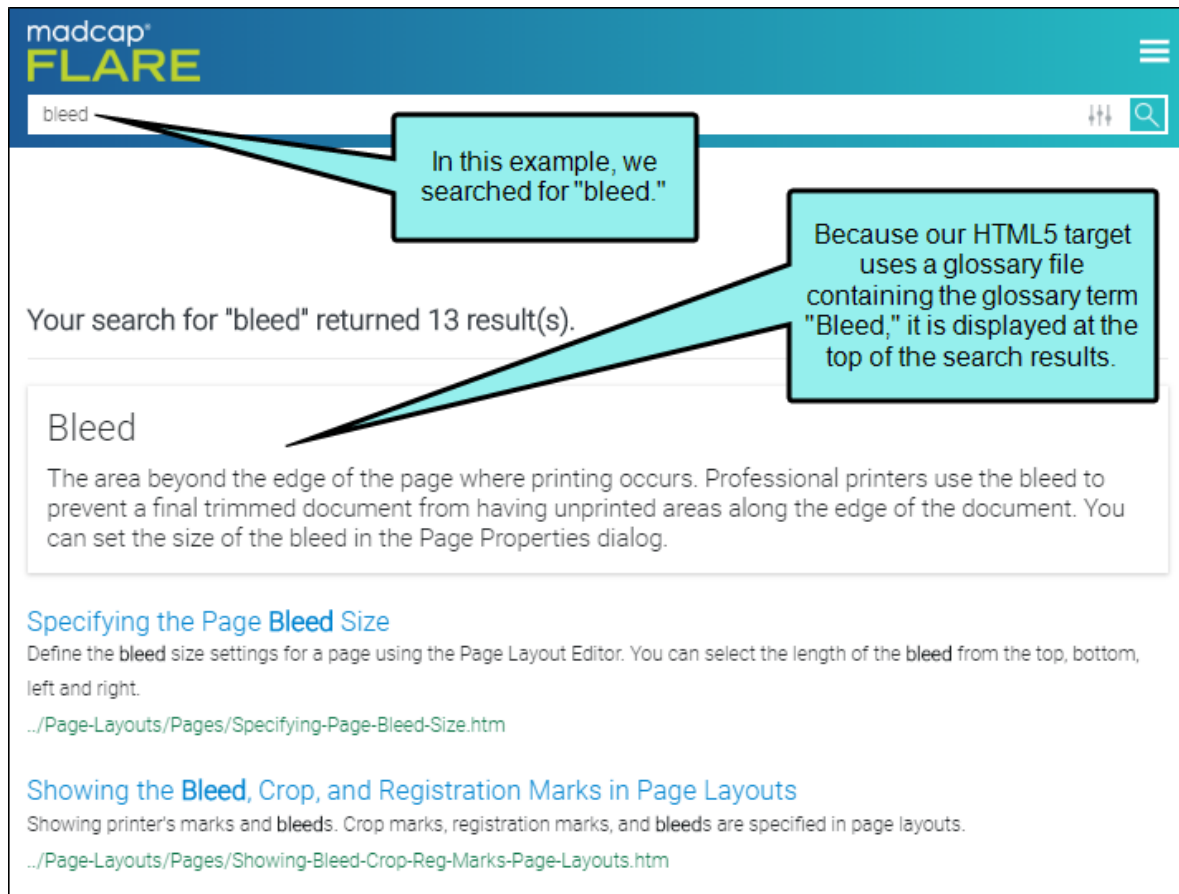 madcap®
FLARE
bleed
In this example, we
searched for "bleed."
Because our HTML5 target
uses a glossary file
containing the glossary term
"Bleed," it is displayed at the
top of the search results.
Your search for "bleed" returned 13 result(s).
Bleed
The area beyond the edge of the page where printing occurs. Professional printers use the bleed to
prevent a final trimmed document from having unprinted areas along the edge of the document. You
can set the size of the bleed in the Page Properties dialog.
Specifying the Page Bleed Size
Define the bleed size settings for a page using the Page Layout Editor. You can select the length of the bleed from the top, bottom,
left and right.
../Page-Layouts/Pages/Specifying-Page-Bleed-Size.htm
Showing the Bleed, Crop, and Registration Marks in Page Layouts
Showing printer's marks and bleeds. Crop marks, registration marks, and bleeds are specified in page layouts.
../Page-Layouts/Pages/Showing-Bleed-Crop-Reg-Marks-Page-Layouts.htm